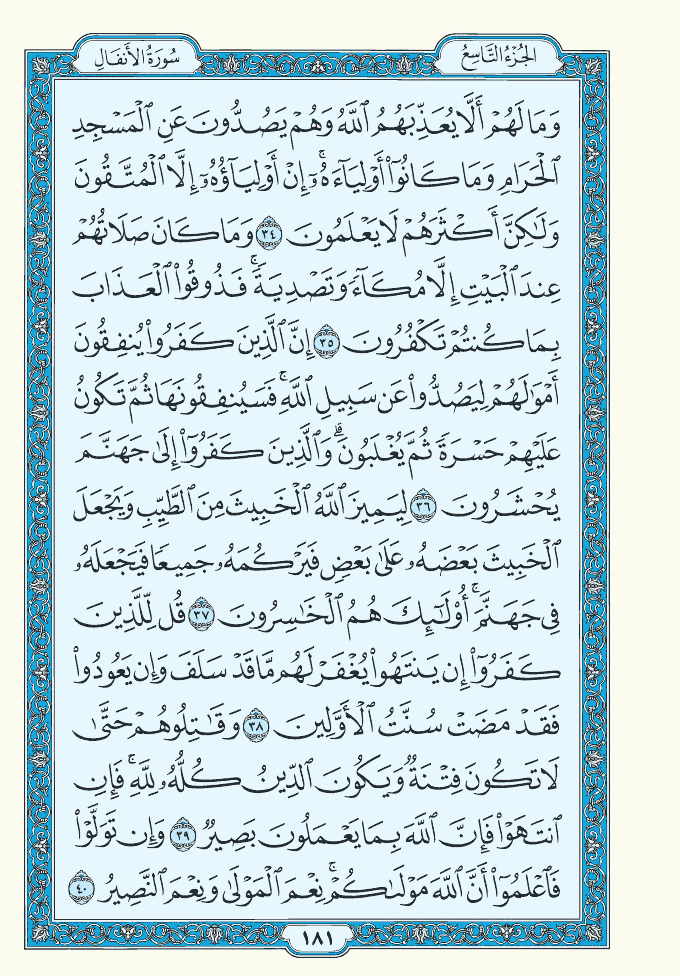 الجُزْءُ التَّاسِعُ
سُورَةُ الأَنفَالِ
وَمَا لَهُمْ أَلَّا يُعَذِّبَهُمُ ٱللَّهُ وَهُمْ يَصُدُّونَ عَنِ ٱلْمَسْجِدِ
ٱلْحَرَامِ وَمَا كَانُوٓا۟ أَوْلِيَآءَهُۥٓ ۚ إِنْ أَوْلِيَآؤُهُۥٓ إِلَّا ٱلْمُتَّقُونَ
وَلَٰكِنَّ أَكْثَرَهُمْ لَا يَعْلَمُونَ ٣٤ وَمَا كَانَ صَلَاتُهُمْ
عِندَ ٱلْبَيْتِ إِلَّا مُكَآءً وَتَصْدِيَةً ۚ فَذُوقُوا۟ ٱلْعَذَابَ
بِمَا كُنتُمْ تَكْفُرُونَ ٣٥ إِنَّ ٱلَّذِينَ كَفَرُوا۟ يُنفِقُونَ
أَمْوَٰلَهُمْ لِيَصُدُّوا۟ عَن سَبِيلِ ٱللَّهِ ۚ فَسَيُنفِقُونَهَا ثُمَّ تَكُونُ
عَلَيْهِمْ حَسْرَةً ثُمَّ يُغْلَبُونَ ۗ وَٱلَّذِينَ كَفَرُوٓا۟ إِلَىٰ جَهَنَّمَ
يُحْشَرُونَ ٣٦ لِيَمِيزَ ٱللَّهُ ٱلْخَبِيثَ مِنَ ٱلطَّيِّبِ وَيَجْعَلَ
ٱلْخَبِيثَ بَعْضَهُۥ عَلَىٰ بَعْضٍ فَيَرْكُمَهُۥ جَمِيعًا فَيَجْعَلَهُۥ
فِى جَهَنَّمَ ۚ أُو۟لَٰٓئِكَ هُمُ ٱلْخَٰسِرُونَ ٣٧ قُل لِّلَّذِينَ
كَفَرُوٓا۟ إِن يَنتَهُوا۟ يُغْفَرْ لَهُم مَّا قَدْ سَلَفَ وَإِن يَعُودُوا۟
فَقَدْ مَضَتْ سُنَّتُ ٱلْأَوَّلِينَ ٣٨ وَقَٰتِلُوهُمْ حَتَّىٰ
لَا تَكُونَ فِتْنَةٌ وَيَكُونَ ٱلدِّينُ كُلُّهُۥ لِلَّهِ ۚ فَإِنِ
ٱنتَهَوْا۟ فَإِنَّ ٱللَّهَ بِمَا يَعْمَلُونَ بَصِيرٌ ٣٩ وَإِن تَوَلَّوْا۟
فَٱعْلَمُوٓا۟ أَنَّ ٱللَّهَ مَوْلَىٰكُمْ ۚ نِعْمَ ٱلْمَوْلَىٰ وَنِعْمَ ٱلنَّصِيرُ ٤٠
١٨١